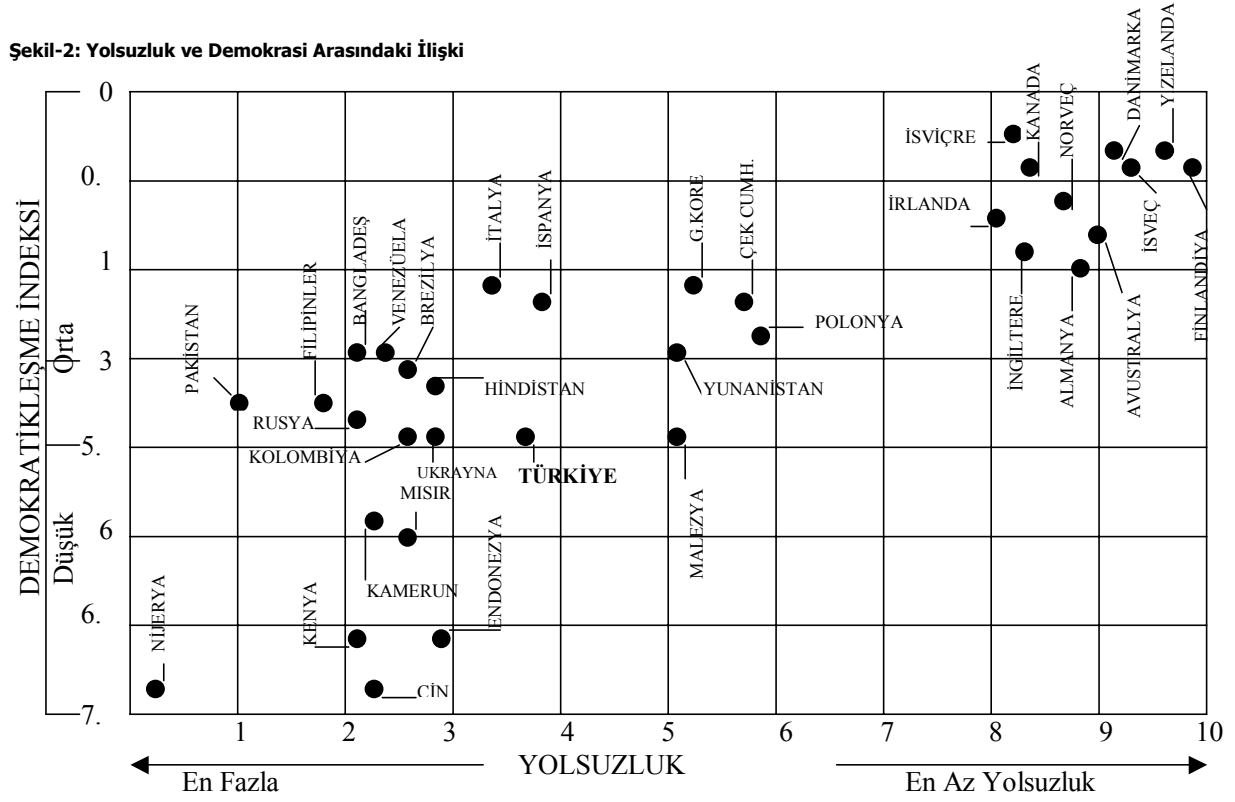 Şekil-2: Yolsuzluk ve Demokrasi Arasındaki İlişki
DEMOKRATİKLEŞME İNDEKSİ
Orta
Düşük
0
0.
1
3
5.
6
6.
7.
İSVİÇRE
KANADA
NORVEÇ
DANİMARKA
Y.ZELANDA
İRLANDA
İSVEÇ
FİNLANDİYA
İNGİLTERE
ALMANYA
AVUSTRALYA
İTALYA
İSPANYA
G.KORE
ÇEK CUMH.
POLONYA
YUNANİSTAN
MALEZYA
PAKİSTAN
FİLİPİNLER
BANGLADEŞ
VENEZÜELA
BREZİLYA
HİNDİSTAN
RUSYA
KOLOMBİYA
UKRAYNA
TÜRKİYE
MISIR
KAMERUN
KENYA
ENDONEZYA
NİJERYA
ÇİN
1 2 3 4 5 6 7 8 9 10
YOLSUZLUK
En Fazla
En Az Yolsuzluk